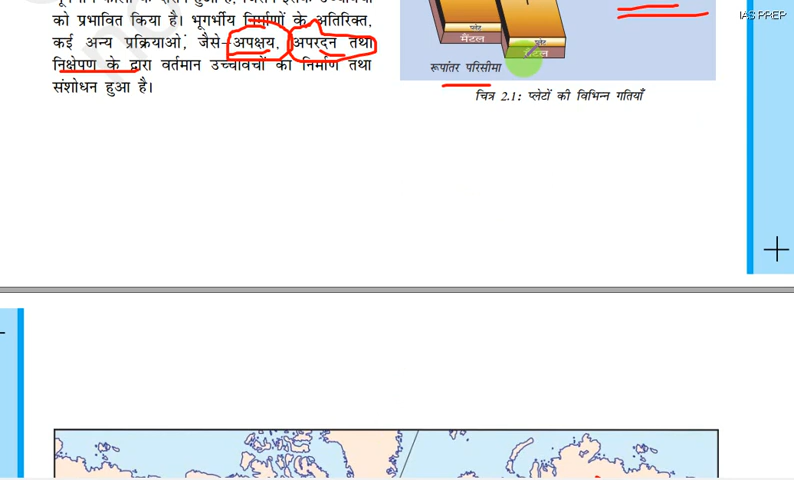 को प्रभावित किया है। भूगर्भीय निर्माणों के अतिरिक्त,
कई अन्य प्रक्रियाओं; जैसे–अपक्षय, अपरदन तथा
निक्षेपण के द्वारा वर्तमान उच्चावचों का निर्माण तथा
संशोधन हुआ है।
IAS PREP
प्लेट
मैंटल
प्लेट
मैंटल
रूपांतर परिसीमा
चित्र 2.1: प्लेटों की विभिन्न गतियाँ